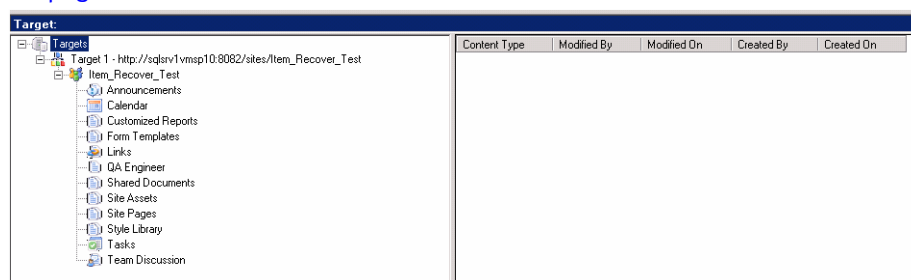 Target:
Targets
Target 1 - http://sqlsrv1vmsp10:8082/sites/Item_Recover_Test
Item_Recover_Test
Announcements
Calendar
Customized Reports
Form Templates
Links
QA Engineer
Shared Documents
Site Assets
Site Pages
Style Library
Tasks
Team Discussion
Content Type Modified By Modified On Created By Created On